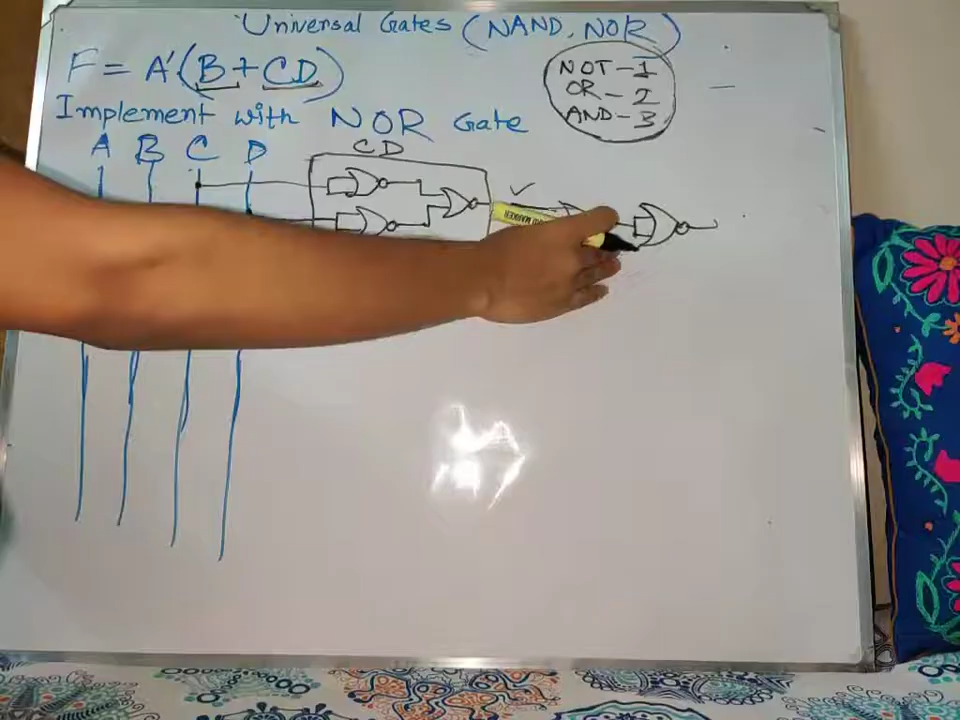 Universal Gates (NAND, NOR)
F = A'(B+CD)
NOT-1
OR-2
AND-3
Implement with NOR Gate
A B C D
CD